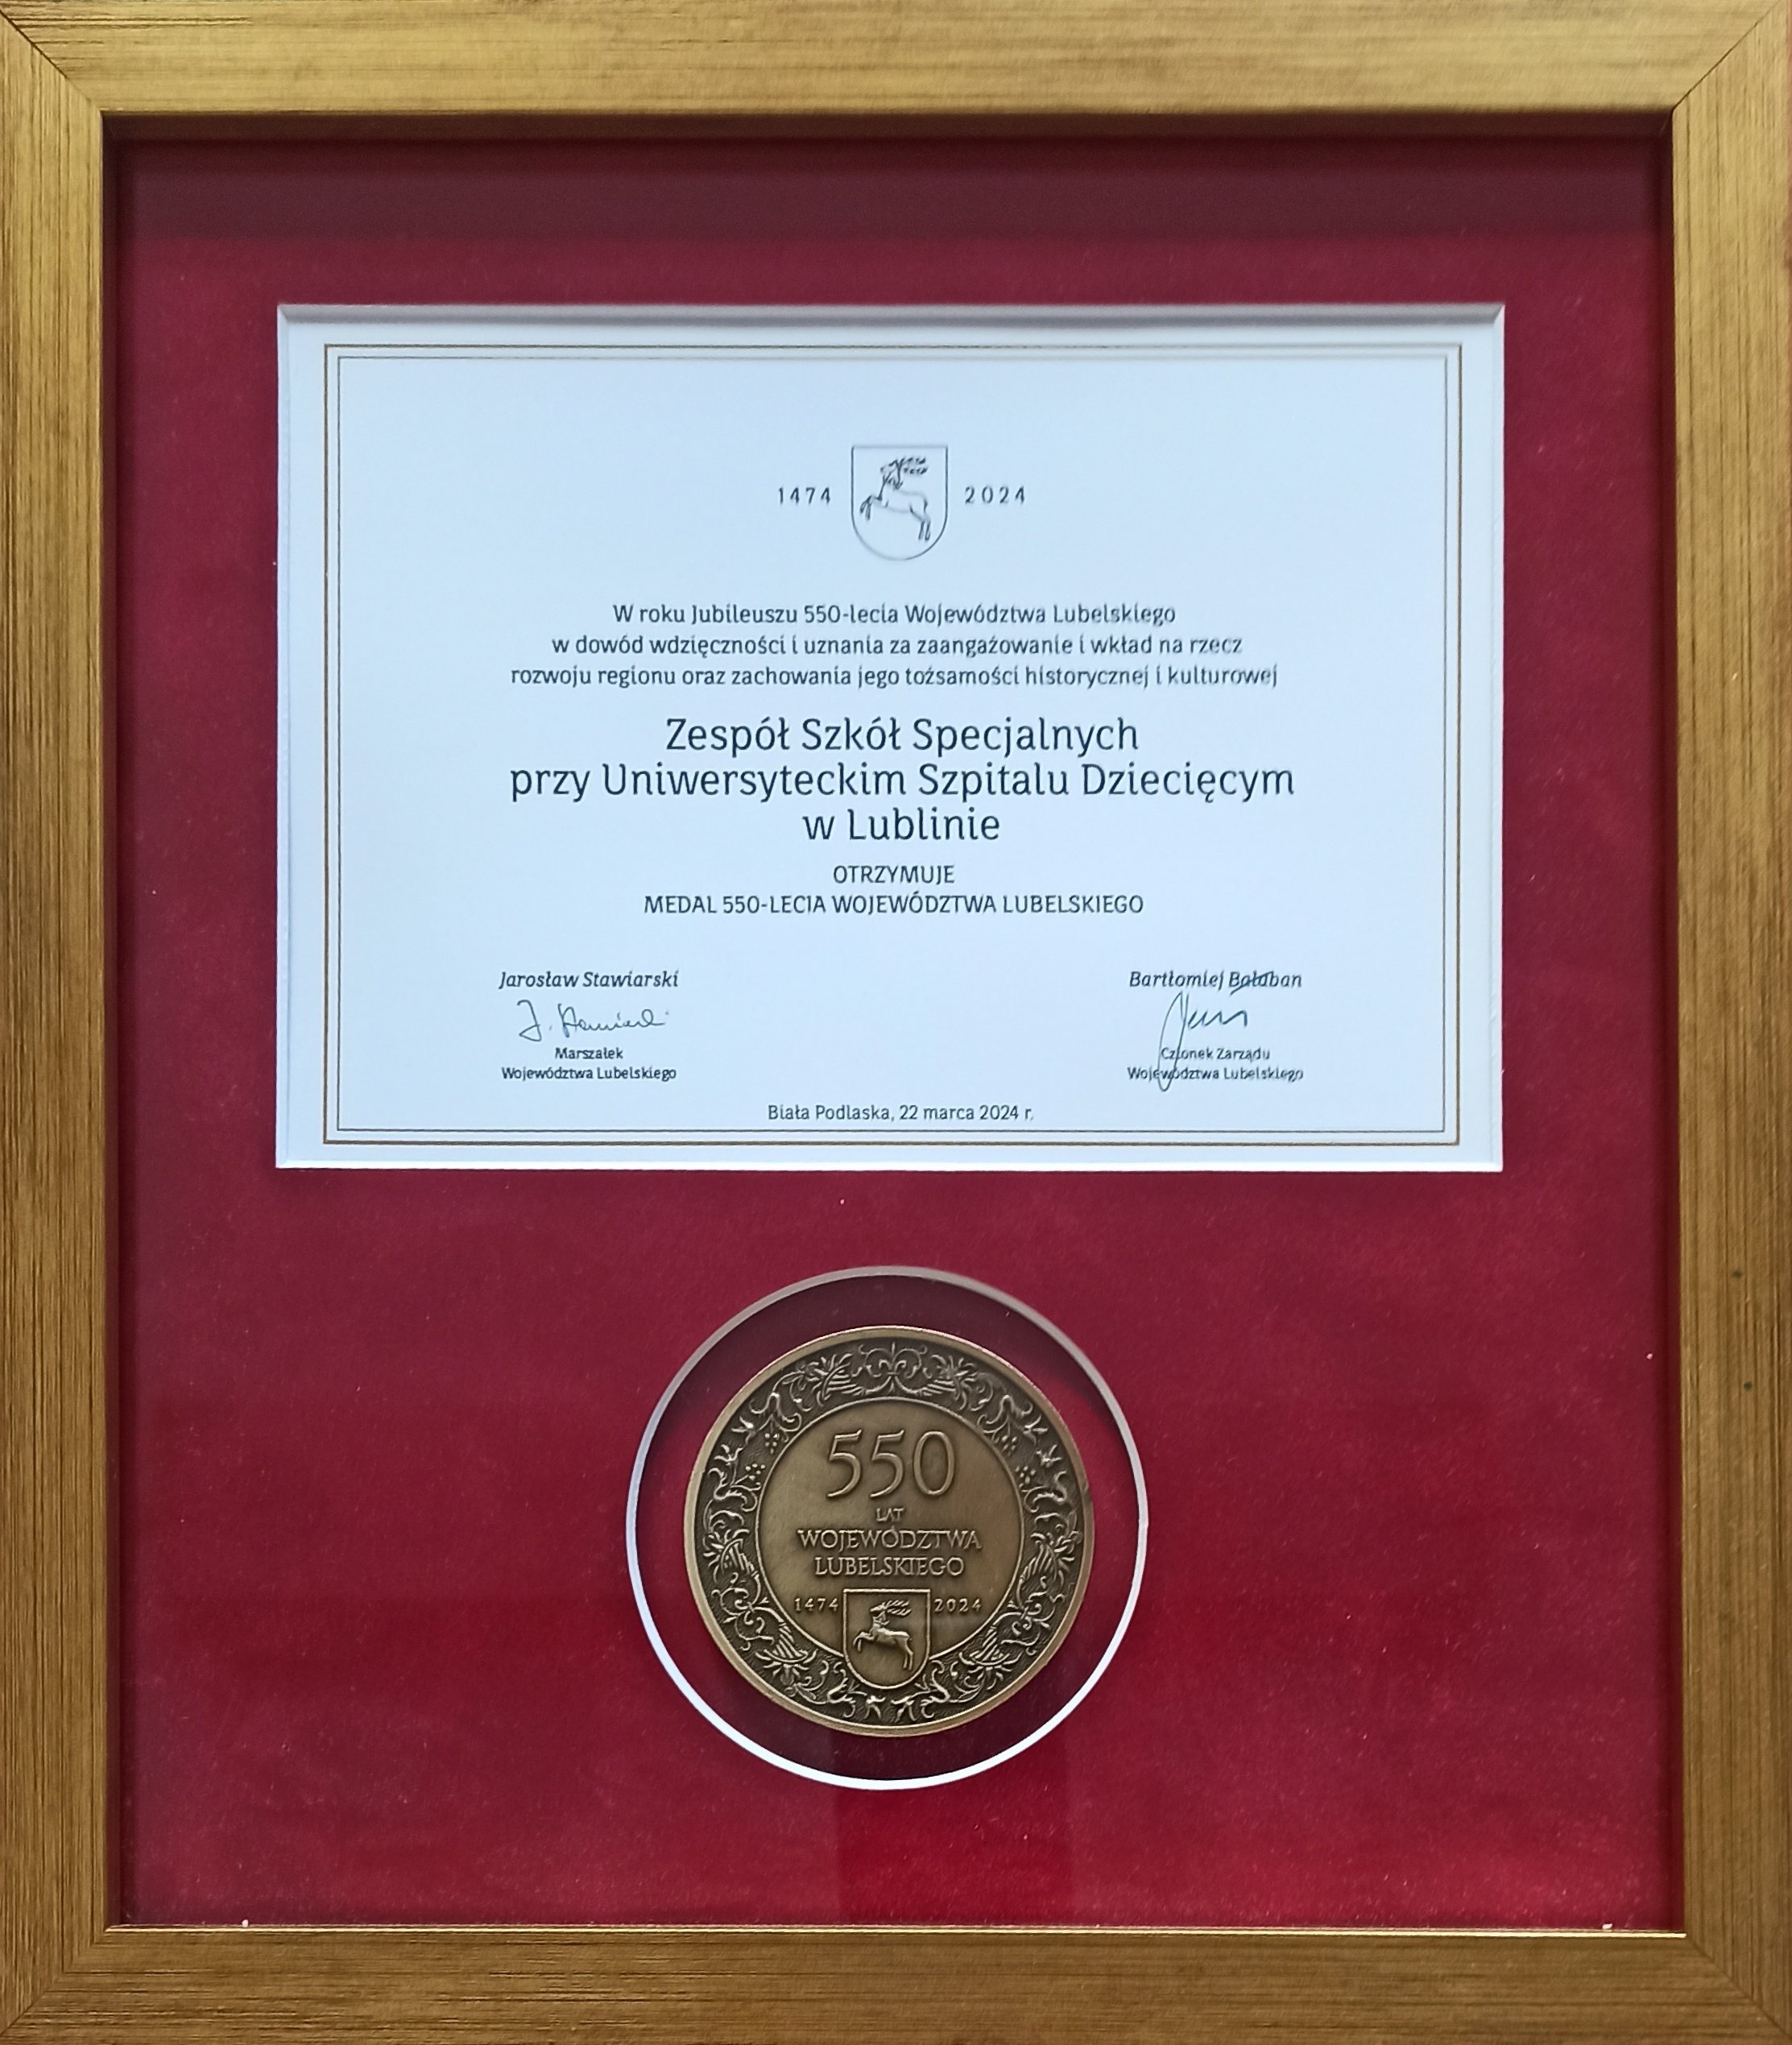 1474 2024
W roku Jubileuszu 550-lecia Województwa Lubelskiego
w dowód wdzięczności i uznania za zaangażowanie i wkład na rzecz
rozwoju regionu oraz zachowania jego tożsamości historycznej i kulturowej
Zespół Szkół Specjalnych
przy Uniwersyteckim Szpitalu Dziecięcym
w Lublinie
OTRZYMUJE
MEDAL 550-LECIA WOJEWÓDZTWA LUBELSKIEGO
Jarosław Stawiarski
Marszałek
Województwa Lubelskiego
Bartłomiej Bałaban
Członek Zarządu
Województwa Lubelskiego
Biała Podlaska, 22 marca 2024 r.
550
LAT
WOJEWÓDZTWA
LUBELSKIEGO
1474 2024